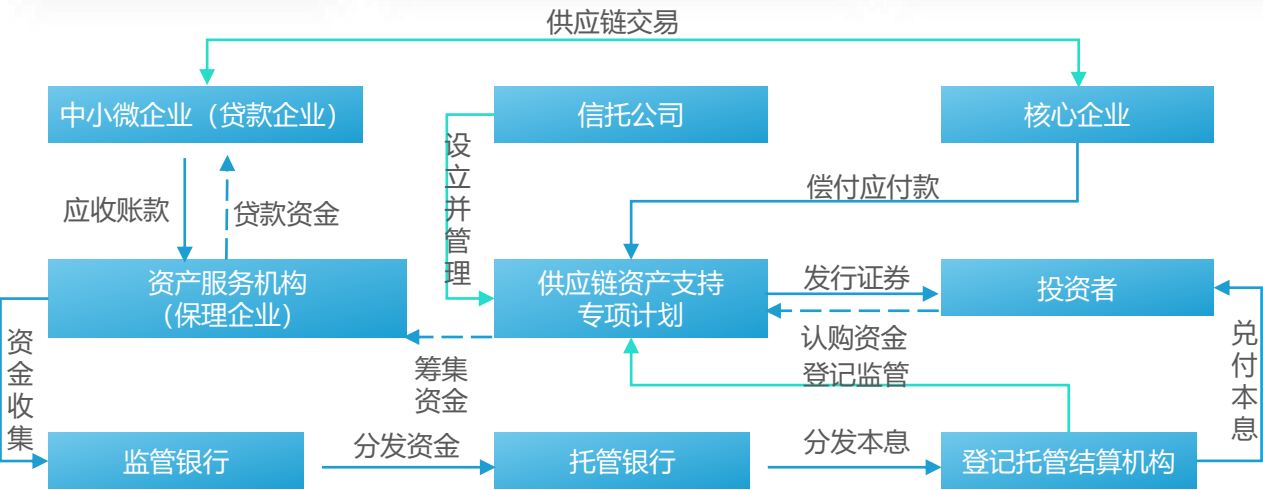 供应链交易
中小微企业（贷款企业）
信托公司
核心企业
设立并管理
偿付应付款
应收账款
贷款资金
资产服务机构
（保理企业）
供应链资产支持
专项计划
发行证券
投资者
认购资金
资金收集
筹集
资金
登记监管
兑付本息
监管银行
分发资金
托管银行
分发本息
登记托管结算机构